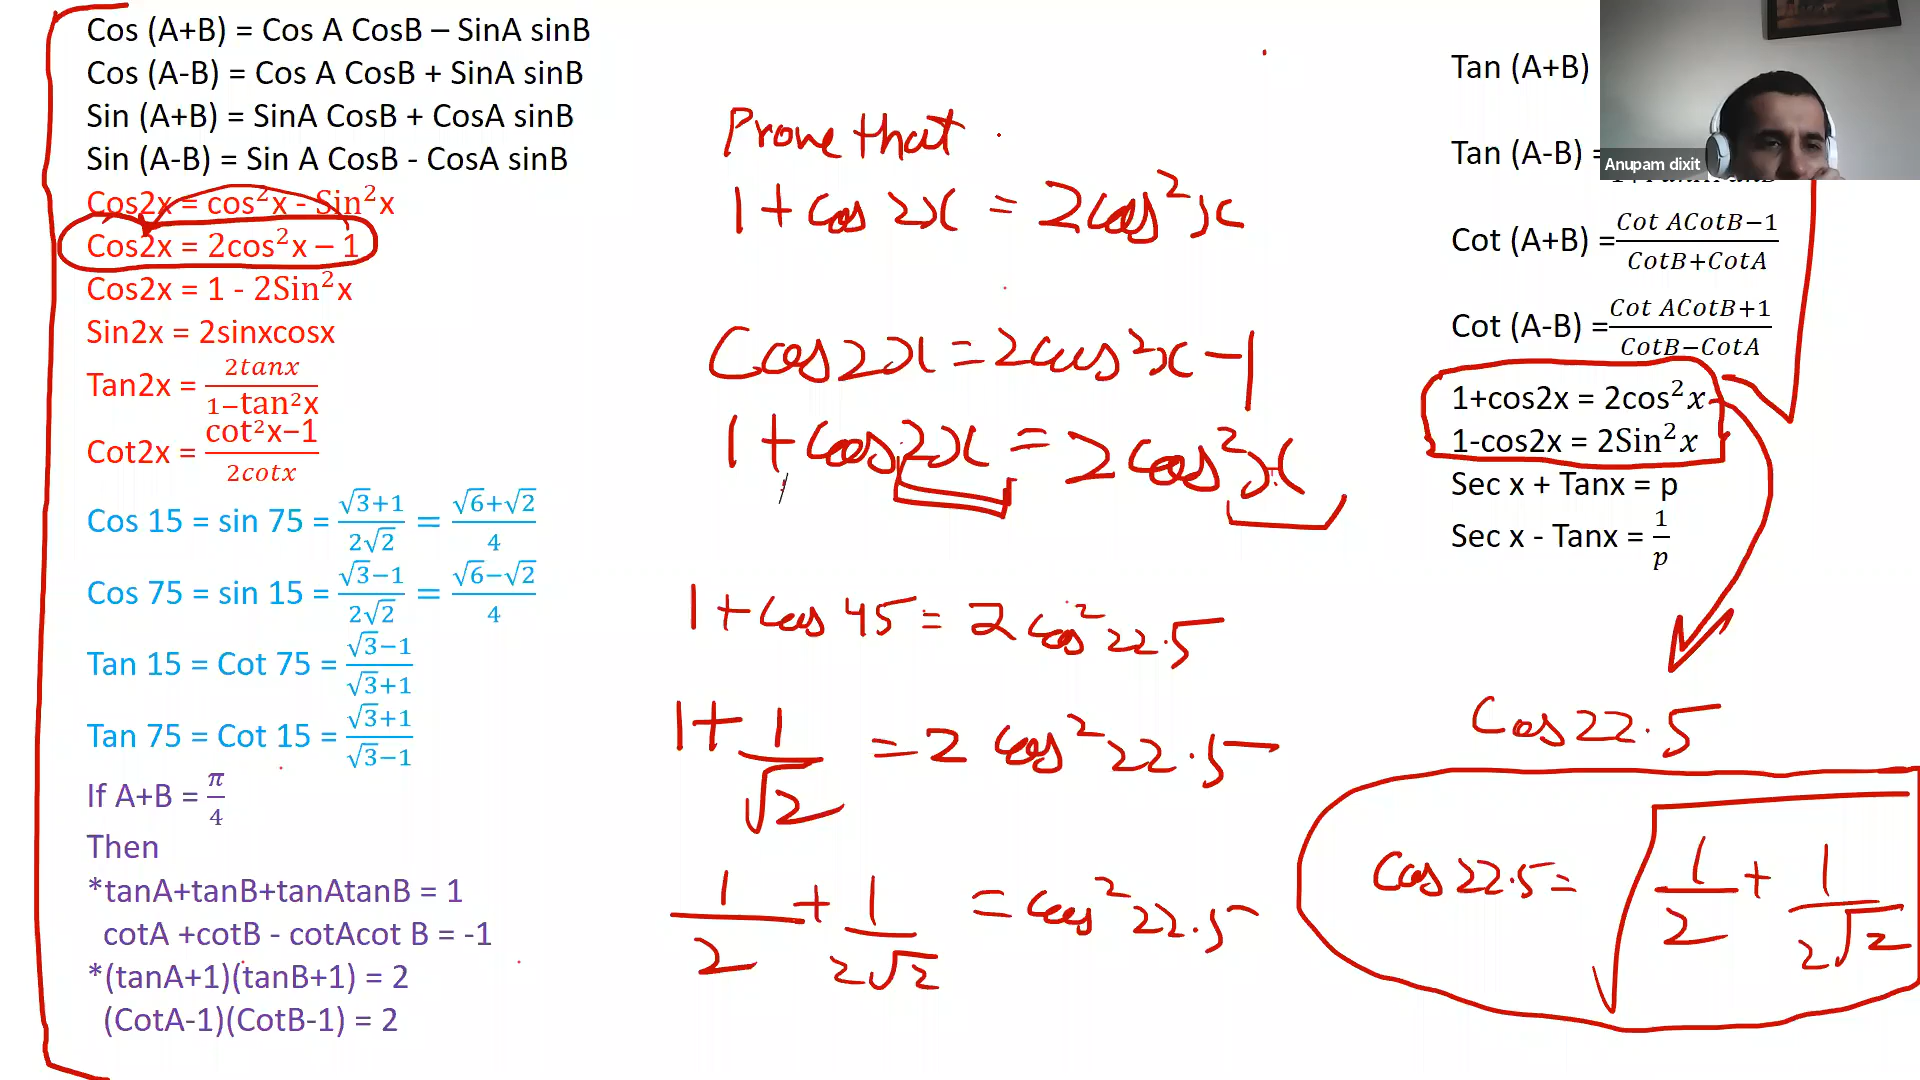 Cos (A+B) = Cos A CosB – SinA sinB
Cos (A-B) = Cos A CosB + SinA sinB
Sin (A+B) = SinA CosB + CosA sinB
Sin (A-B) = Sin A CosB - CosA sinB
Cos2x = cos²x - Sin²x
Cos2x = 2cos²x – 1
Cos2x = 1 - 2Sin²x
Sin2x = 2sinxcosx
Tan2x = 2tanx / 1−tan²x
Cot2x = cot²x−1 / 2cotx
Cos 15 = sin 75 = √3+1 / 2√2 = √6+√2 / 4
Cos 75 = sin 15 = √3−1 / 2√2 = √6−√2 / 4
Tan 15 = Cot 75 = √3−1 / √3+1
Tan 75 = Cot 15 = √3+1 / √3−1
If A+B = π/4
Then
*tanA+tanB+tanAtanB = 1
cotA +cotB - cotAcot B = -1
*(tanA+1)(tanB+1) = 2
(CotA-1)(CotB-1) = 2
Prove that
1 + cos 2x = 2cos²x
Cos2x = 2cos²x − 1
1 + cos2x = 2cos²x
1 + cos 45 = 2 cos² 22.5
1 + 1/√2 = 2 cos² 22.5
1/2 + 1/2√2 = cos² 22.5
Tan (A+B)
Tan (A-B) =
Cot (A+B) = Cot ACotB−1 / CotB+CotA
Cot (A-B) = Cot ACotB+1 / CotB−CotA
1+cos2x = 2cos²x
1-cos2x = 2Sin²x
Sec x + Tanx = p
Sec x - Tanx = 1/p
Cos 22.5
Cos 22.5 = √(1/2 + 1/2√2)
Anupam dixit